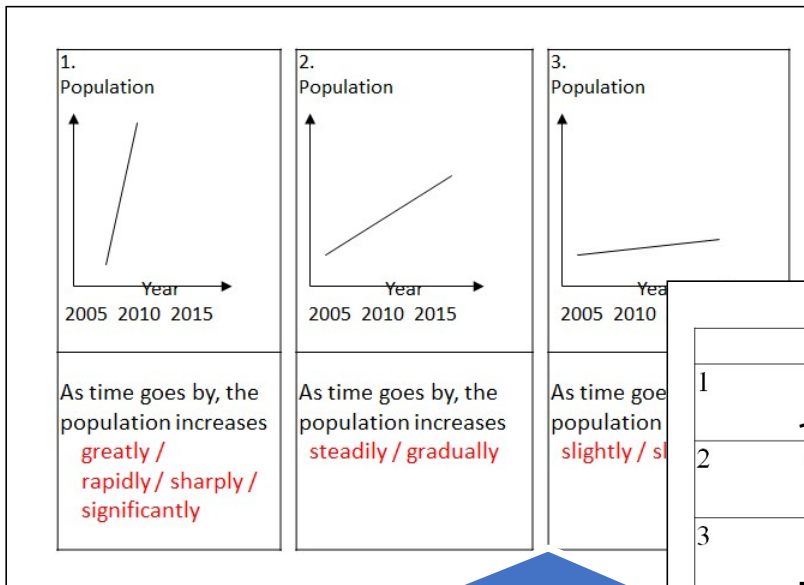 1.
Population
Year
2005 2010 2015
As time goes by, the
population increases
greatly /
rapidly / sharply /
significantly
2.
Population
Year
2005 2010 2015
As time goes by, the
population increases
steadily / gradually
3.
Population
2005 2010
As time
population
slightly /
1
2
3